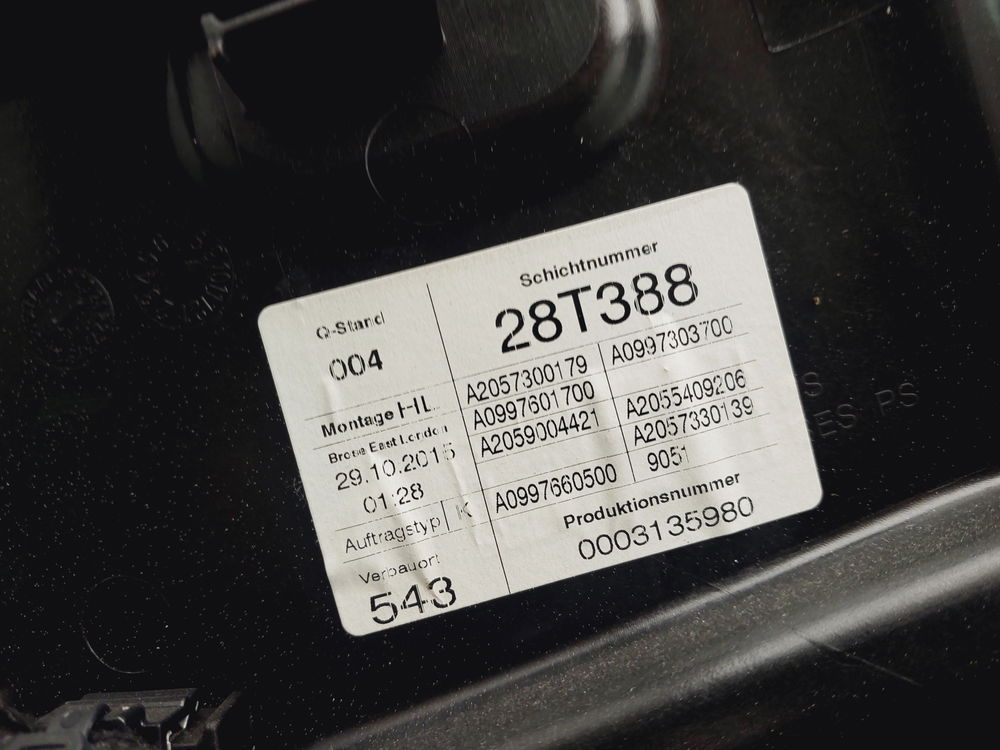 Q-Stand
004
Montage HL
Brose East London
29.10.2015
01:28
Auftragstyp K
Verbauort
543
Schichtnummer
28T388
A2057300179 A0997303700
A0997601700
A2059004421 A2055409206
A2057330139
A0997660500 9051
Produktionsnummer
0003135980
PS